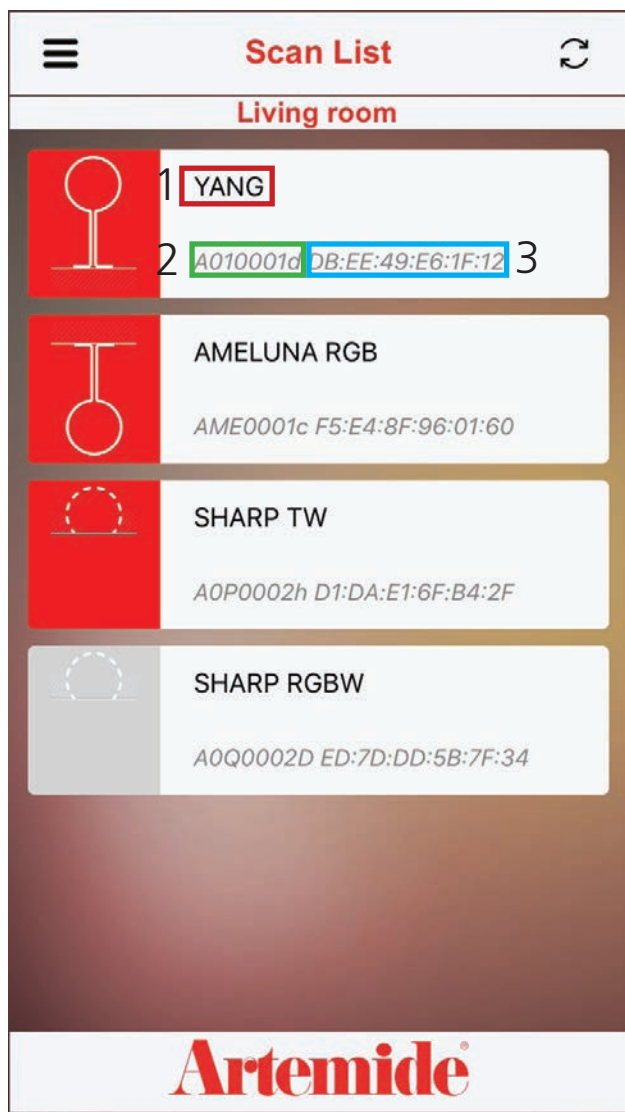 Scan List
Living room
1 YANG
2 A010001d DB:EE:49:E6:1F:12 3
AMELUNA RGB
AME0001c F5:E4:8F:96:01:60
SHARP TW
A0P0002h D1:DA:E1:6F:B4:2F
SHARP RGBW
A0Q0002D ED:7D:DD:5B:7F:34
Artemide®